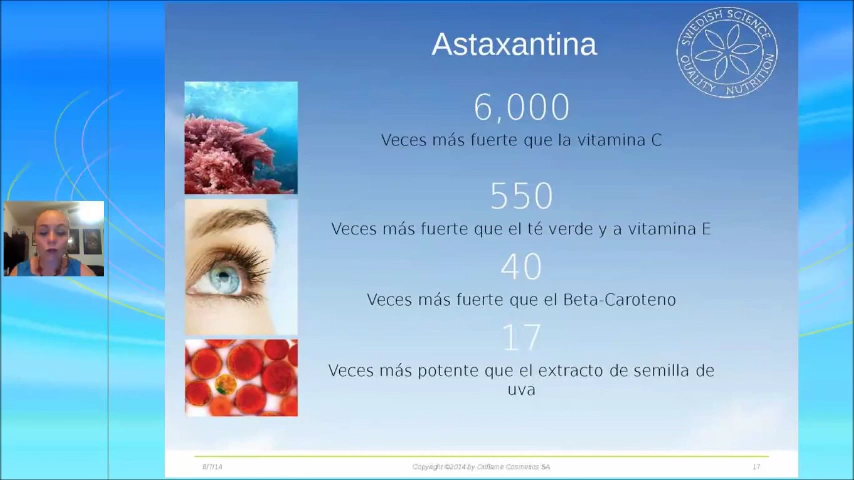 Astaxantina
SWEDISH SCIENCE
QUALITY NUTRITION
6,000
Veces más fuerte que la vitamina C
550
Veces más fuerte que el té verde y a vitamina E
40
Veces más fuerte que el Beta-Caroteno
17
Veces más potente que el extracto de semilla de
uva
8/7/14
Copyright ©2014 by Oriflame Cosmetics SA
17